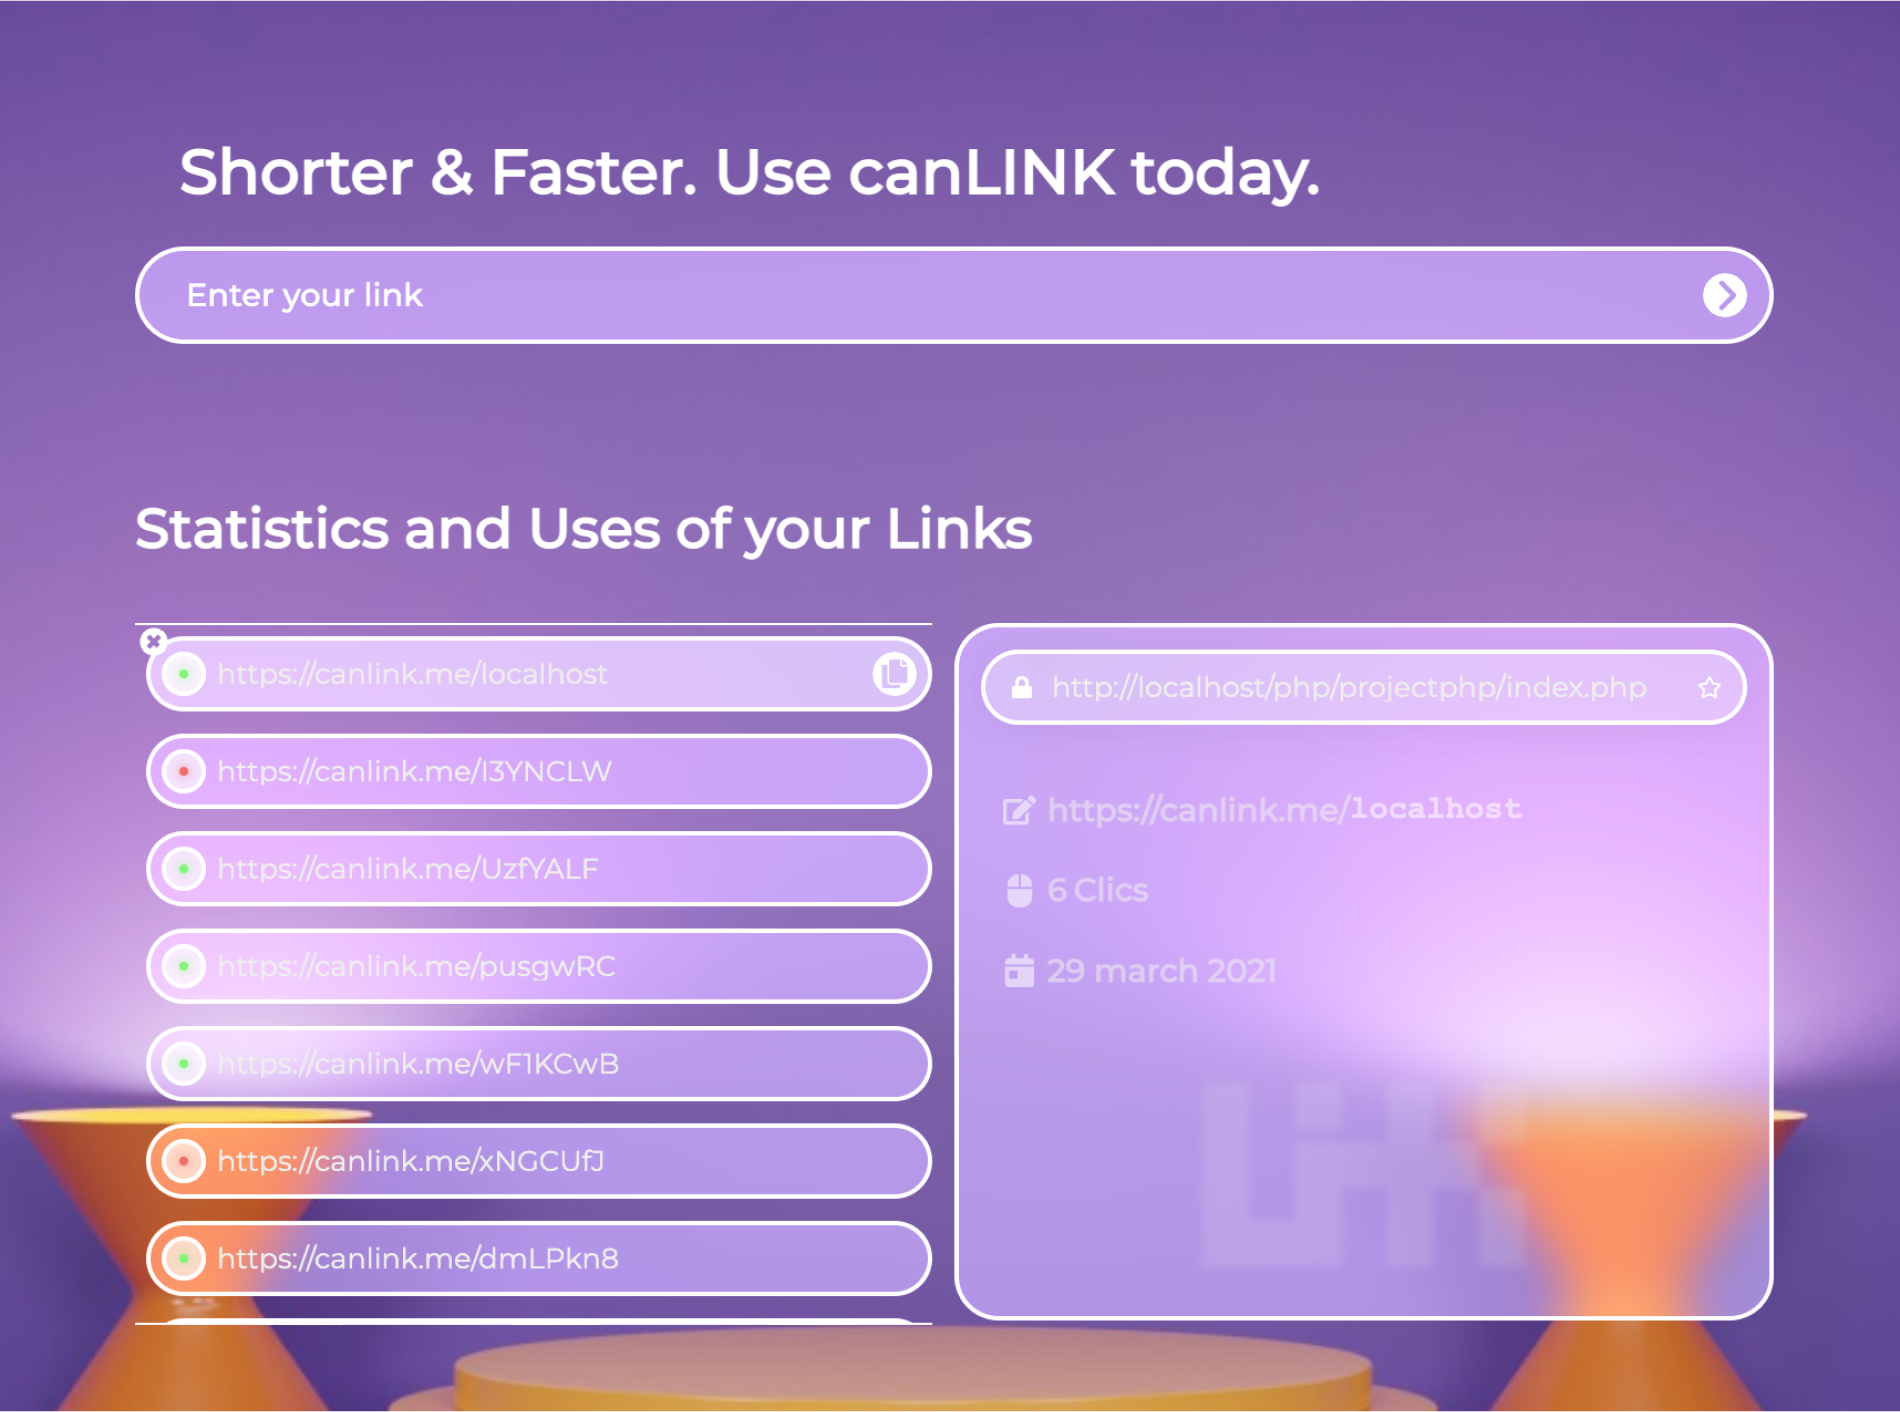 Shorter & Faster. Use canLINK today.
Enter your link
Statistics and Uses of your Links
https://canlink.me/localhost
https://canlink.me/I3YNCLW
https://canlink.me/UzfYALF
https://canlink.me/pusgwRC
https://canlink.me/wF1KCwB
https://canlink.me/xNGCUfJ
https://canlink.me/dmLPkn8
http://localhost/php/projectphp/index.php
https://canlink.me/localhost
6 Clics
29 march 2021